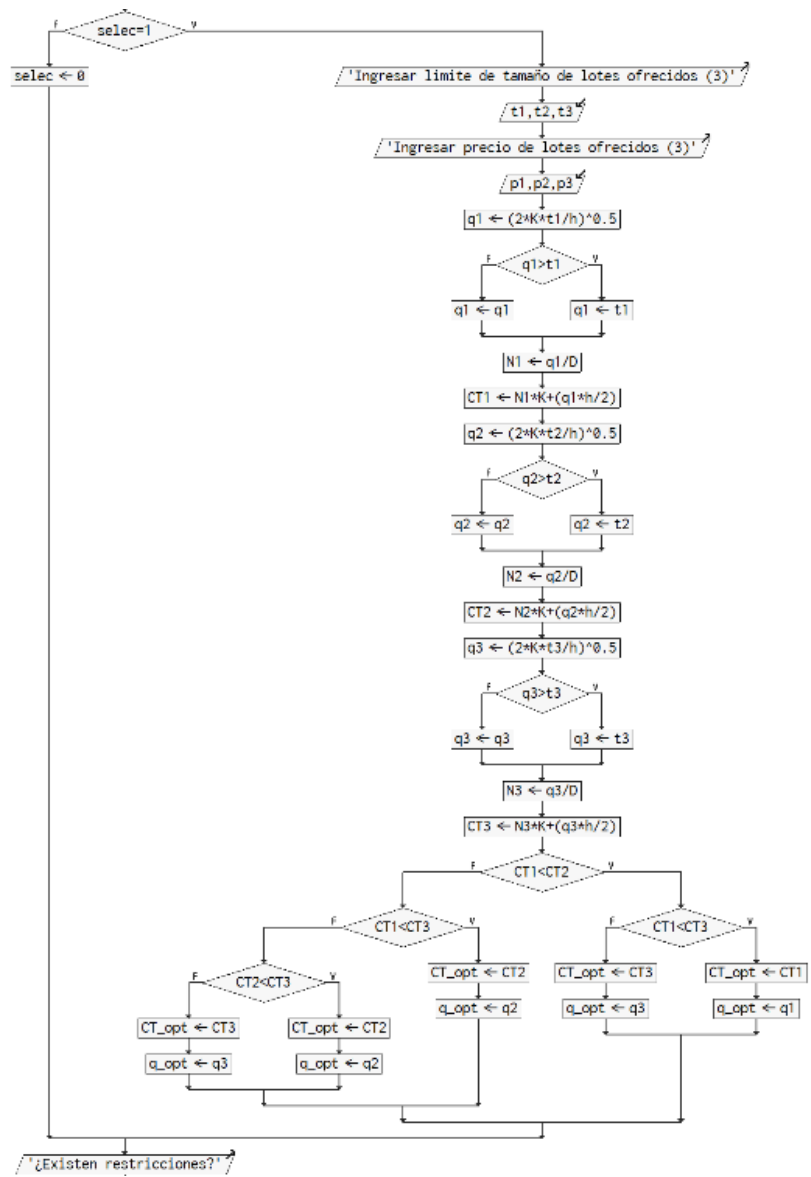 selec=1
F
V
selec ← 0
'Ingresar limite de tamaño de lotes ofrecidos (3)'
t1,t2,t3
'Ingresar precio de lotes ofrecidos (3)'
p1,p2,p3
q1 ← (2*K*t1/h)^0.5
q1>t1
F
V
q1 ← q1
q1 ← t1
N1 ← q1/D
CT1 ← N1*K+(q1*h/2)
q2 ← (2*K*t2/h)^0.5
q2>t2
F
V
q2 ← q2
q2 ← t2
N2 ← q2/D
CT2 ← N2*K+(q2*h/2)
q3 ← (2*K*t3/h)^0.5
q3>t3
F
V
q3 ← q3
q3 ← t3
N3 ← q3/D
CT3 ← N3*K+(q3*h/2)
CT1<CT2
F
V
CT1<CT3
F
V
CT1<CT3
F
V
CT2<CT3
F
V
CT_opt ← CT2
CT_opt ← CT3
CT_opt ← CT1
q_opt ← q2
q_opt ← q3
q_opt ← q1
CT_opt ← CT3
CT_opt ← CT2
q_opt ← q3
q_opt ← q2
'¿Existen restricciones?'